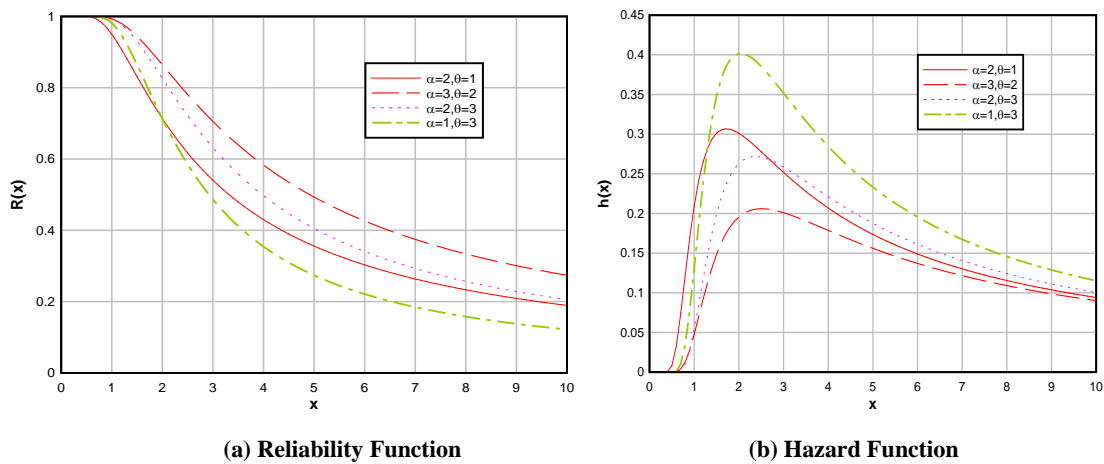 1
0.8
0.6
0.4
0.2
0
R(x)
0 1 2 3 4 5 6 7 8 9 10
x
α=2,θ=1
α=3,θ=2
α=2,θ=3
α=1,θ=3
(a) Reliability Function
0.45
0.4
0.35
0.3
0.25
0.2
0.15
0.1
0.05
0
h(x)
0 1 2 3 4 5 6 7 8 9 10
x
α=2,θ=1
α=3,θ=2
α=2,θ=3
α=1,θ=3
(b) Hazard Function